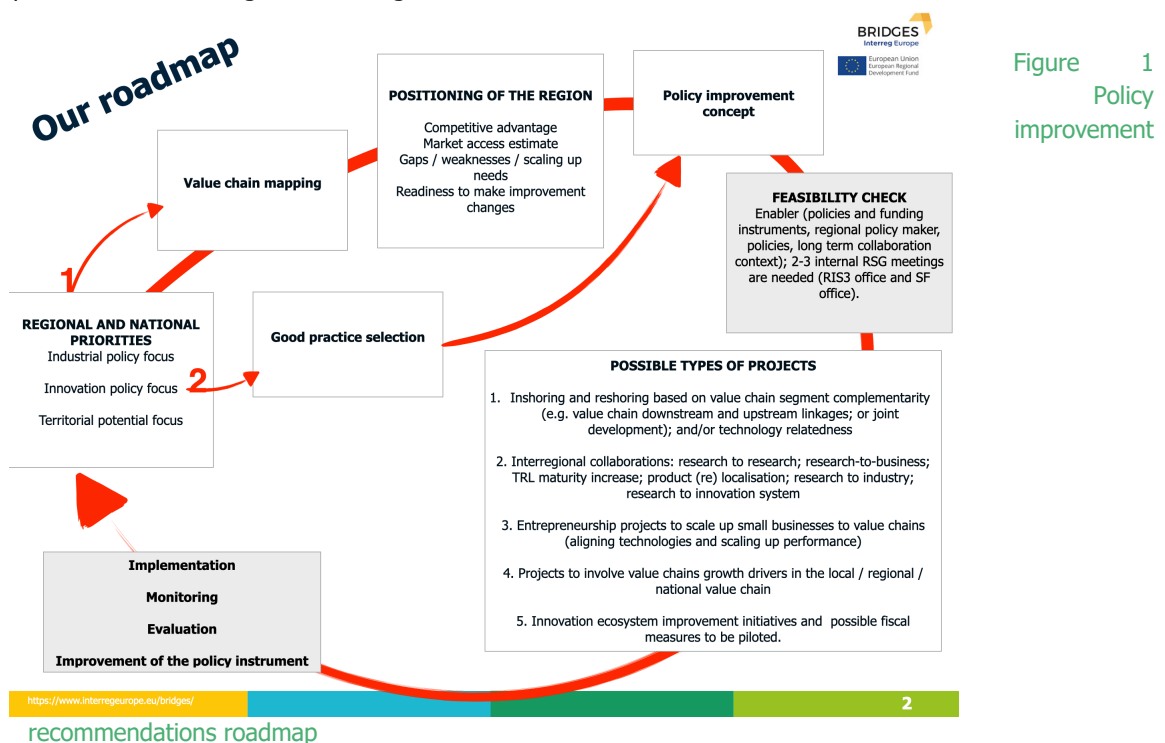 Our roadmap
BRIDGES
Interreg Europe
European Union
European Regional
Development Fund
Figure 1
Policy
improvement
POSITIONING OF THE REGION
Competitive advantage
Market access estimate
Gaps / weaknesses / scaling up
needs
Readiness to make improvement
changes
Policy improvement
concept
Value chain mapping
FEASIBILITY CHECK
Enabler (policies and funding
instruments, regional policy maker,
policies, long term collaboration
context); 2-3 internal RSG meetings
are needed (RIS3 office and SF
office).
1
REGIONAL AND NATIONAL
PRIORITIES
Industrial policy focus
Innovation policy focus
Territorial potential focus
2
Good practice selection
POSSIBLE TYPES OF PROJECTS
1. Inshoring and reshoring based on value chain segment complementarity
(e.g. value chain downstream and upstream linkages; or joint
development); and/or technology relatedness
2. Interregional collaborations: research to research; research-to-business;
TRL maturity increase; product (re) localisation; research to industry;
research to innovation system
3. Entrepreneurship projects to scale up small businesses to value chains
(aligning technologies and scaling up performance)
4. Projects to involve value chains growth drivers in the local / regional /
national value chain
5. Innovation ecosystem improvement initiatives and possible fiscal
measures to be piloted.
Implementation
Monitoring
Evaluation
Improvement of the policy instrument
https://www.interregeurope.eu/bridges/
2
recommendations roadmap